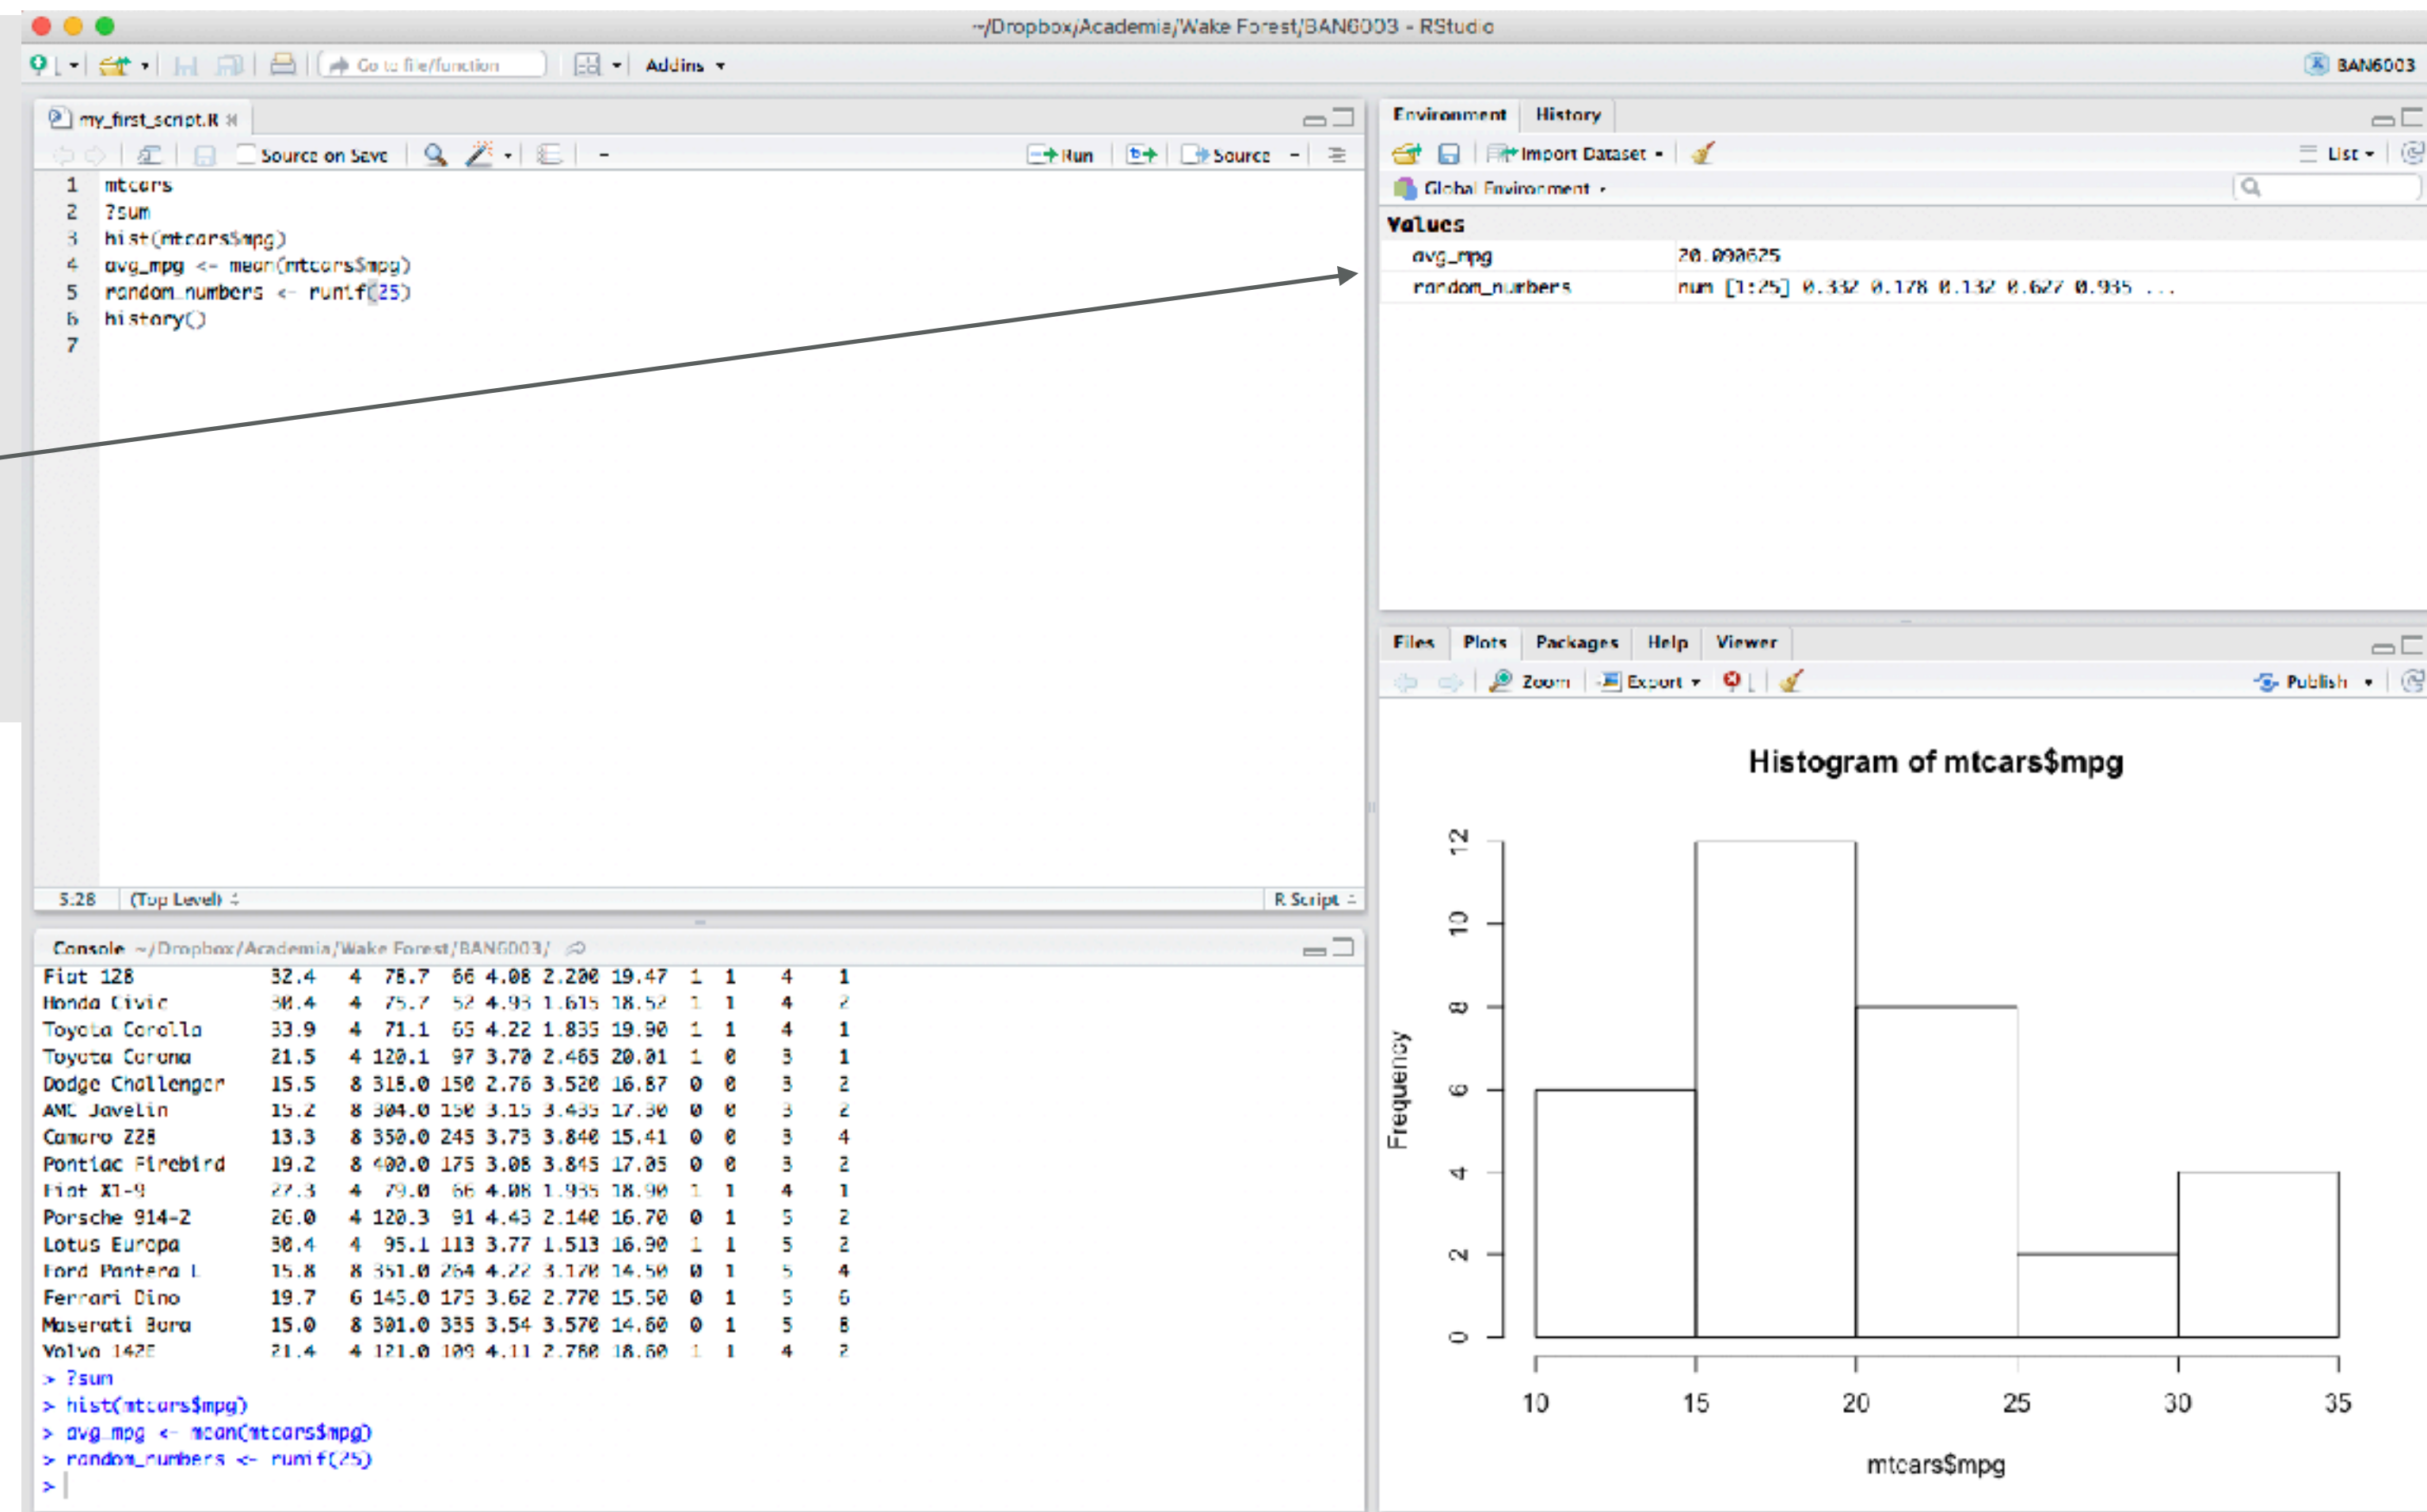 ~/Dropbox/Academia/Wake Forest/BAN6003 - RStudio
Go to file/function
Addins
BAN6003
my_first_script.R
Source on Save
Run
Source
1 mtcars
2 ?sum
3 hist(mtcars$mpg)
4 avg_mpg <- mean(mtcars$mpg)
5 random_numbers <- runif(25)
6 history()
7
5:28 (Top Level)
R Script
Console ~/Dropbox/Academia/Wake Forest/BAN6003/
Fiat 128 32.4 4 78.7 66 4.08 2.200 19.47 1 1 4 1
Honda Civic 30.4 4 75.7 52 4.93 1.615 18.52 1 1 4 2
Toyota Corolla 33.9 4 71.1 65 4.22 1.835 19.90 1 1 4 1
Toyota Corona 21.5 4 120.1 97 3.70 2.465 20.01 1 0 3 1
Dodge Challenger 15.5 8 318.0 150 2.76 3.520 16.87 0 0 3 2
AMC Javelin 15.2 8 304.0 150 3.15 3.435 17.30 0 0 3 2
Camaro Z28 13.3 8 350.0 245 3.73 3.840 15.41 0 0 3 4
Pontiac Firebird 19.2 8 400.0 175 3.08 3.845 17.05 0 0 3 2
Fiat X1-9 27.3 4 79.0 66 4.08 1.935 18.90 1 1 4 1
Porsche 914-2 26.0 4 120.3 91 4.43 2.140 16.70 0 1 5 2
Lotus Europa 30.4 4 95.1 113 3.77 1.513 16.90 1 1 5 2
Ford Pantera L 15.8 8 351.0 264 4.22 3.170 14.50 0 1 5 4
Ferrari Dino 19.7 6 145.0 175 3.62 2.770 15.50 0 1 5 6
Maserati Bora 15.0 8 301.0 335 3.54 3.570 14.60 0 1 5 8
Volvo 142E 21.4 4 121.0 109 4.11 2.780 18.60 1 1 4 2
> ?sum
> hist(mtcars$mpg)
> avg_mpg <- mean(mtcars$mpg)
> random_numbers <- runif(25)
>
Environment History
Import Dataset
List
Global Environment
Values
avg_mpg 20.090625
random_numbers num [1:25] 0.332 0.178 0.132 0.627 0.935 ...
Files Plots Packages Help Viewer
Zoom Export
Publish
Histogram of mtcars$mpg
Frequency
12
10
8
6
4
2
0
10 15 20 25 30 35
mtcars$mpg